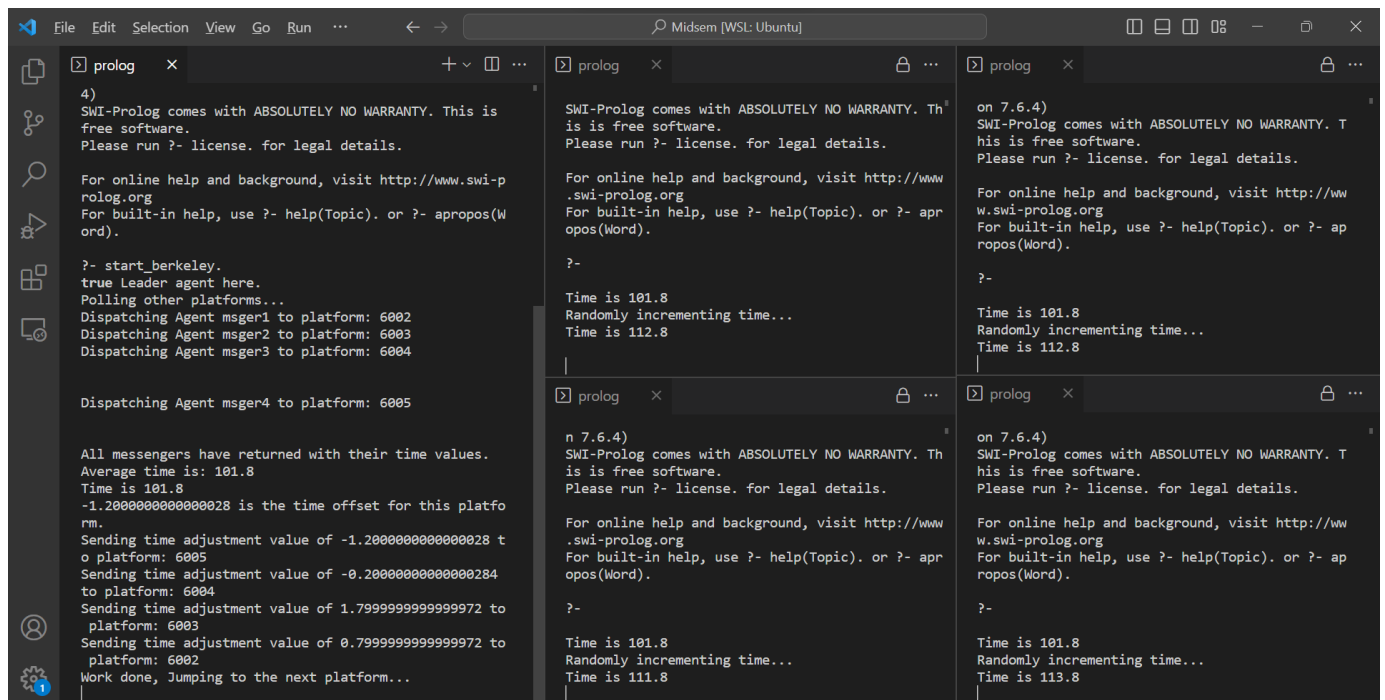 File Edit Selection View Go Run ···
Midsem [WSL: Ubuntu]
prolog
4)
SWI-Prolog comes with ABSOLUTELY NO WARRANTY. This is
free software.
Please run ?- license. for legal details.
For online help and background, visit http://www.swi-p
rolog.org
For built-in help, use ?- help(Topic). or ?- apropos(W
ord).
?- start_berkeley.
true Leader agent here.
Polling other platforms...
Dispatching Agent msger1 to platform: 6002
Dispatching Agent msger2 to platform: 6003
Dispatching Agent msger3 to platform: 6004
Dispatching Agent msger4 to platform: 6005
All messengers have returned with their time values.
Average time is: 101.8
Time is 101.8
-1.2000000000000028 is the time offset for this platfo
rm.
Sending time adjustment value of -1.2000000000000028 t
o platform: 6005
Sending time adjustment value of -0.20000000000000284
to platform: 6004
Sending time adjustment value of 1.7999999999999972 to
platform: 6003
Sending time adjustment value of 0.7999999999999972 to
platform: 6002
Work done, Jumping to the next platform...
1
prolog
SWI-Prolog comes with ABSOLUTELY NO WARRANTY. Th
is is free software.
Please run ?- license. for legal details.
For online help and background, visit http://www
.swi-prolog.org
For built-in help, use ?- help(Topic). or ?- apr
opos(Word).
?-
Time is 101.8
Randomly incrementing time...
Time is 112.8
prolog
on 7.6.4)
SWI-Prolog comes with ABSOLUTELY NO WARRANTY. T
his is free software.
Please run ?- license. for legal details.
For online help and background, visit http://ww
w.swi-prolog.org
For built-in help, use ?- help(Topic). or ?- ap
ropos(Word).
?-
Time is 101.8
Randomly incrementing time...
Time is 112.8
prolog
n 7.6.4)
SWI-Prolog comes with ABSOLUTELY NO WARRANTY. Th
is is free software.
Please run ?- license. for legal details.
For online help and background, visit http://www
.swi-prolog.org
For built-in help, use ?- help(Topic). or ?- apr
opos(Word).
?-
Time is 101.8
Randomly incrementing time...
Time is 111.8
prolog
on 7.6.4)
SWI-Prolog comes with ABSOLUTELY NO WARRANTY. T
his is free software.
Please run ?- license. for legal details.
For online help and background, visit http://ww
w.swi-prolog.org
For built-in help, use ?- help(Topic). or ?- ap
ropos(Word).
?-
Time is 101.8
Randomly incrementing time...
Time is 113.8